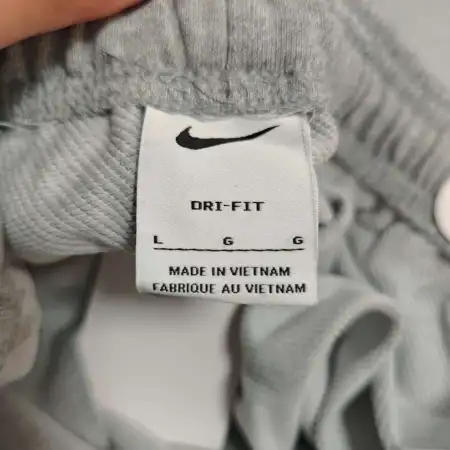 DRI-FIT
L G G
MADE IN VIETNAM
FABRIQUE AU VIETNAM